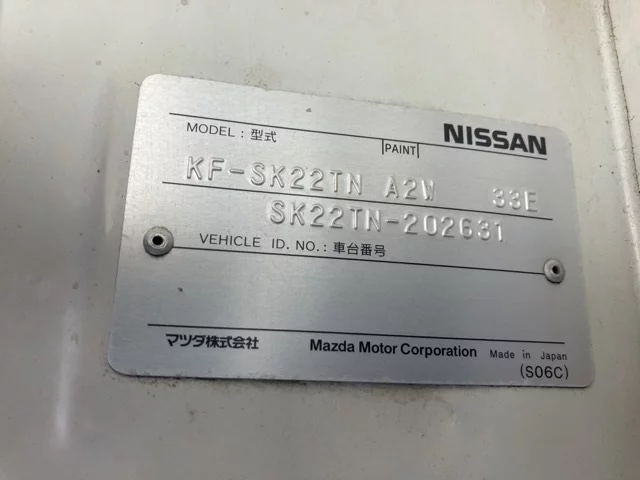 MODEL : 型式 PAINT NISSAN
KF-SK22TN A2W 33E
SK22TN-202631
VEHICLE ID. NO. : 車台番号
マツダ株式会社 Mazda Motor Corporation Made in Japan
(S06C)